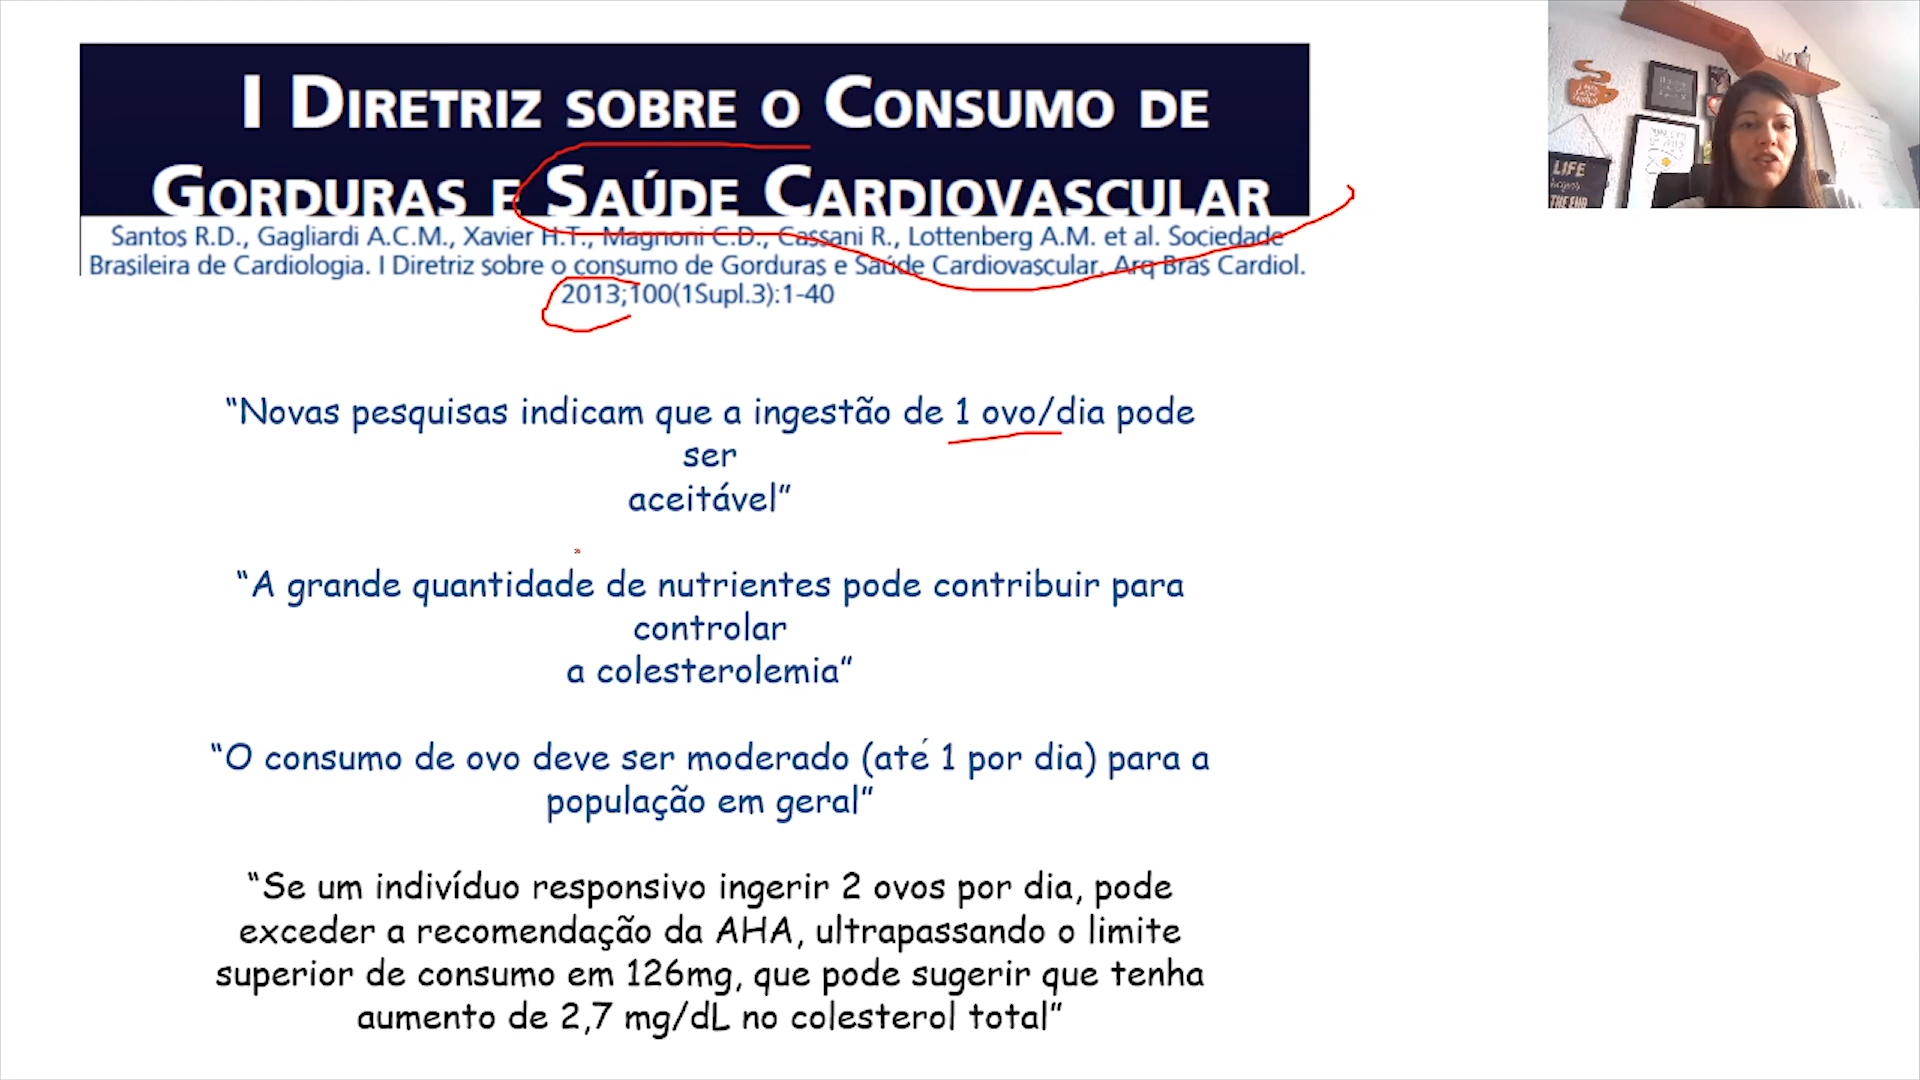 I DIRETRIZ SOBRE O CONSUMO DE
GORDURAS E SAÚDE CARDIOVASCULAR
Santos R.D., Gagliardi A.C.M., Xavier H.T., Magnoni C.D., Cassani R., Lottenberg A.M. et al. Sociedade
Brasileira de Cardiologia. I Diretriz sobre o consumo de Gorduras e Saúde Cardiovascular. Arq Bras Cardiol.
2013;100(1Supl.3):1-40
“Novas pesquisas indicam que a ingestão de 1 ovo/dia pode
ser
aceitável”
“A grande quantidade de nutrientes pode contribuir para
controlar
a colesterolemia”
“O consumo de ovo deve ser moderado (até 1 por dia) para a
população em geral”
“Se um indivíduo responsivo ingerir 2 ovos por dia, pode
exceder a recomendação da AHA, ultrapassando o limite
superior de consumo em 126mg, que pode sugerir que tenha
aumento de 2,7 mg/dL no colesterol total”
LIFE
THE END